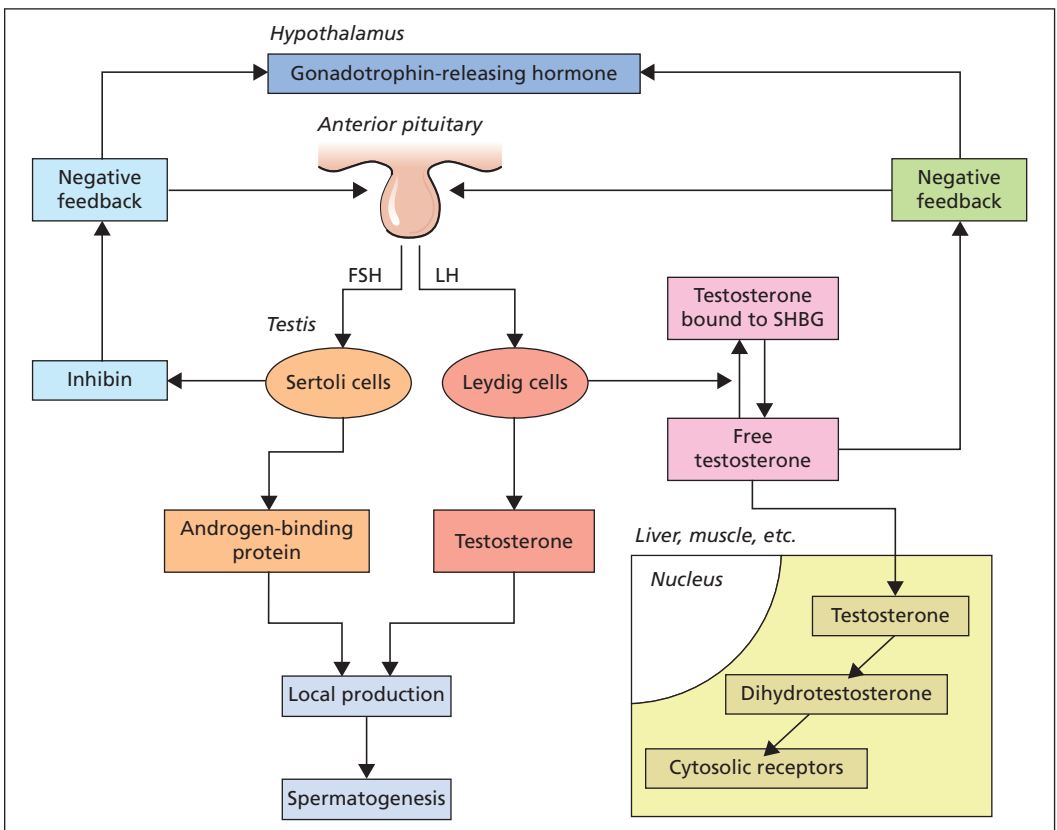 Hypothalamus
Gonadotrophin-releasing hormone
Anterior pituitary
Negative
feedback
Negative
feedback
FSH
LH
Testosterone
bound to SHBG
Testis
Inhibin
Sertoli cells
Leydig cells
Free
testosterone
Androgen-binding
protein
Testosterone
Liver, muscle, etc.
Nucleus
Testosterone
Local production
Dihydrotestosterone
Cytosolic receptors
Spermatogenesis